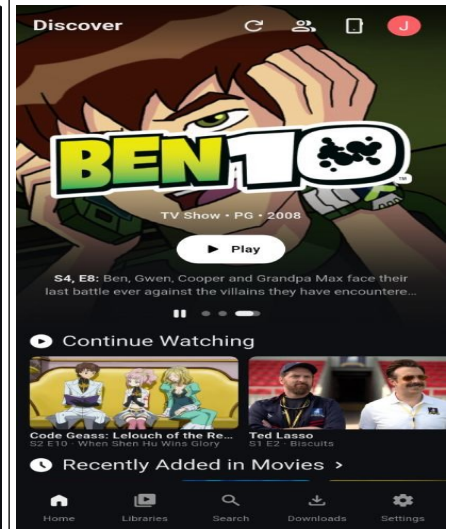 Discover
J
BEN 10
TV Show • PG • 2008
Play
S4, E8: Ben, Gwen, Cooper and Grandpa Max face their
last battle ever against the villains they have encountere...
Continue Watching
Code Geass: Lelouch of the Re...
S2 E10 · When Shen Hu Wins Glory
Ted Lasso
S1 E2 · Biscuits
Recently Added in Movies >
Home
Libraries
Search
Downloads
Settings